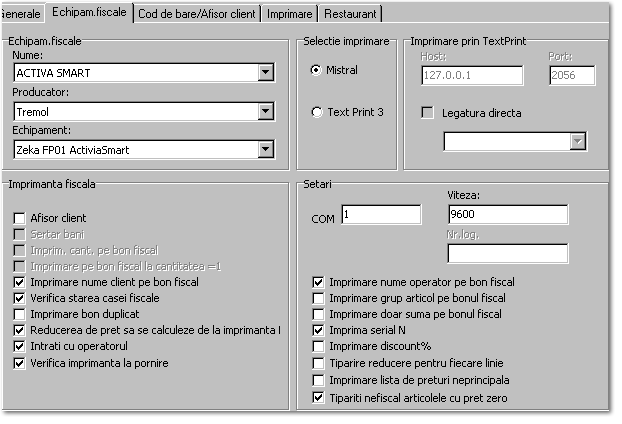 Generale Echipam.fiscale Cod de bare/Afisor client Imprimare Restaurant
Echipam.fiscale
Nume:
ACTIVA SMART
Producator:
Tremol
Echipament:
Zeka FP01 ActiviaSmart
Selectie imprimare
Mistral
Text Print 3
Imprimare prin TextPrint
Host: Port:
127.0.0.1 2056
Legatura directa
Imprimanta fiscala
Afisor client
Sertar bani
Imprim. cant. pe bon fiscal
Imprimare pe bon fiscal la cantitatea =1
Imprimare nume client pe bon fiscal
Verifica starea casei fiscale
Imprimare bon duplicat
Reducerea de pret sa se calculeze de la imprimanta
Intrati cu operatorul
Verifica imprimanta la pornire
Setari
Viteza:
COM 1 9600
Nr.log.
Imprimare nume operator pe bon fiscal
Imprimare grup articol pe bonul fiscal
Imprimare doar suma pe bonul fiscal
Imprima serial N
Imprimare discount%
Tiparire reducere pentru fiecare linie
Imprimare lista de preturi neprincipala
Tipariti nefiscal articolele cu pret zero